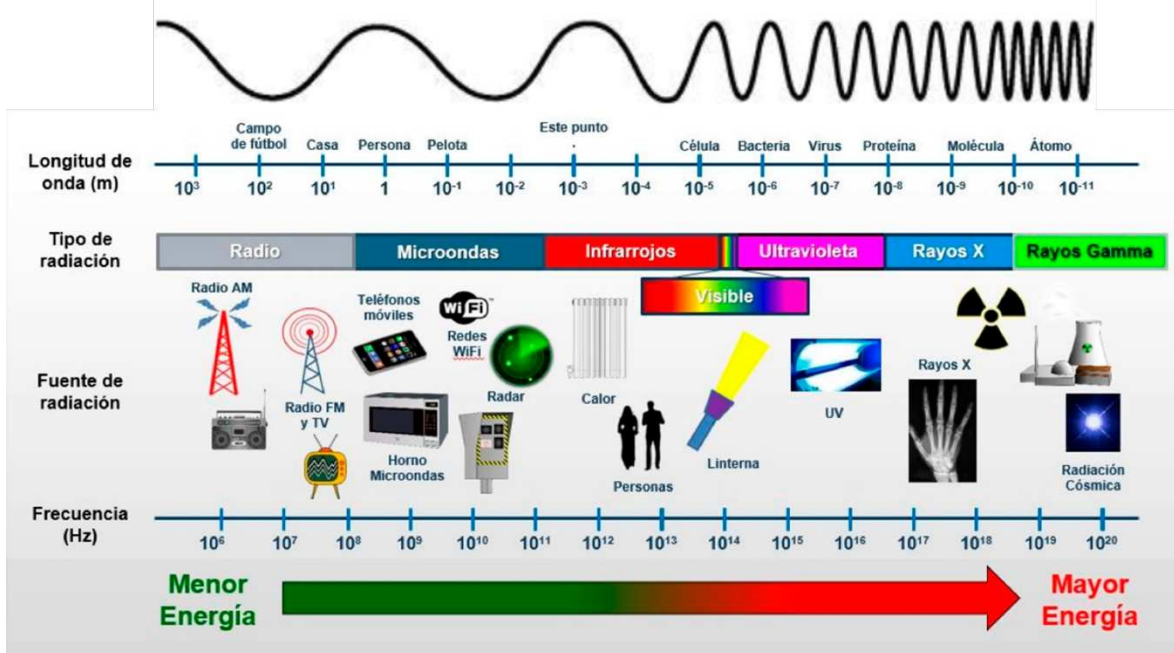 Campo
de fútbol
Casa
Persona
Pelota
Este punto
.
Célula
Bacteria
Virus
Proteína
Molécula
Átomo
Longitud de
onda (m)
10³ 10² 10¹ 1 10⁻¹ 10⁻² 10⁻³ 10⁻⁴ 10⁻⁵ 10⁻⁶ 10⁻⁷ 10⁻⁸ 10⁻⁹ 10⁻¹⁰ 10⁻¹¹
Tipo de
radiación
Radio
Microondas
Infrarrojos
Ultravioleta
Rayos X
Rayos Gamma
Visible
Fuente de
radiación
Radio AM
Radio FM
y TV
Teléfonos
móviles
Horno
Microondas
WiFi
Redes
WiFi
Radar
Calor
Personas
Linterna
UV
Rayos X
Radiación
Cósmica
Frecuencia
(Hz)
10⁶ 10⁷ 10⁸ 10⁹ 10¹⁰ 10¹¹ 10¹² 10¹³ 10¹⁴ 10¹⁵ 10¹⁶ 10¹⁷ 10¹⁸ 10¹⁹ 10²⁰
Menor
Energía
Mayor
Energía